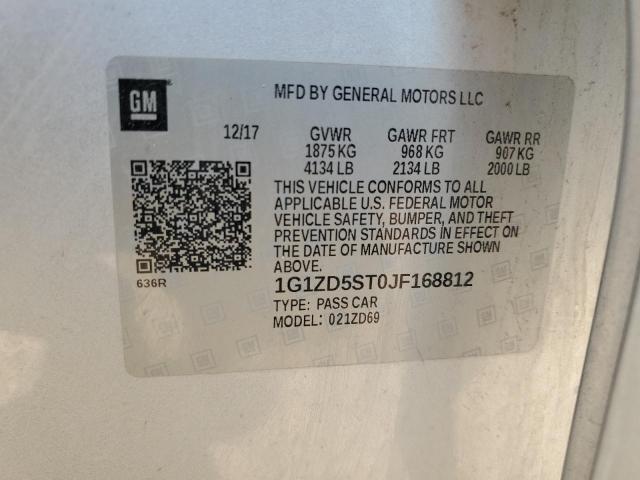 GM
MFD BY GENERAL MOTORS LLC
12/17 GVWR GAWR FRT GAWR RR
1875 KG 968 KG 907 KG
4134 LB 2134 LB 2000 LB
THIS VEHICLE CONFORMS TO ALL
APPLICABLE U.S. FEDERAL MOTOR
VEHICLE SAFETY, BUMPER, AND THEFT
PREVENTION STANDARDS IN EFFECT ON
THE DATE OF MANUFACTURE SHOWN
ABOVE.
636R
1G1ZD5ST0JF168812
TYPE: PASS CAR
MODEL: 021ZD69